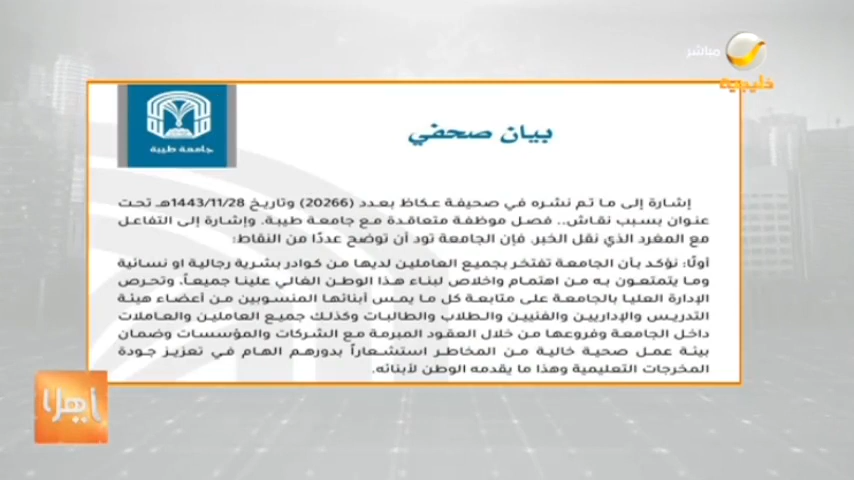 مباشر
خليجية
جامعة طيبة
بيان صحفي
إشارة إلى ما تم نشره في صحيفة عكاظ بعدد (20266) وتاريخ 1443/11/28هـ تحت
عنوان بسبب نقاش.. فصل موظفة متعاقدة مع جامعة طيبة. وإشارة إلى التفاعل
مع المغرد الذي نقل الخبر. فإن الجامعة تود أن توضح عددًا من النقاط:
أولًا: نؤكد بأن الجامعة تفتخر بجميع العاملين لديها من كوادر بشرية رجالية او نسائية
وما يتمتعون به من اهتمام واخلاص لبناء هذا الوطن الغالي علينا جميعاً. وتحرص
الإدارة العليا بالجامعة على متابعة كل ما يمس أبنائها المنسوبين من أعضاء هيئة
التدريس والإداريين والفنيين والطلاب والطالبات وكذلك جميع العاملين والعاملات
داخل الجامعة وفروعها من خلال العقود المبرمة مع الشركات والمؤسسات وضمان
بيئة عمل صحية خالية من المخاطر استشعاراً بدورهم الهام في تعزيز جودة
المخرجات التعليمية وهذا ما يقدمه الوطن لأبنائه.
ياهلا